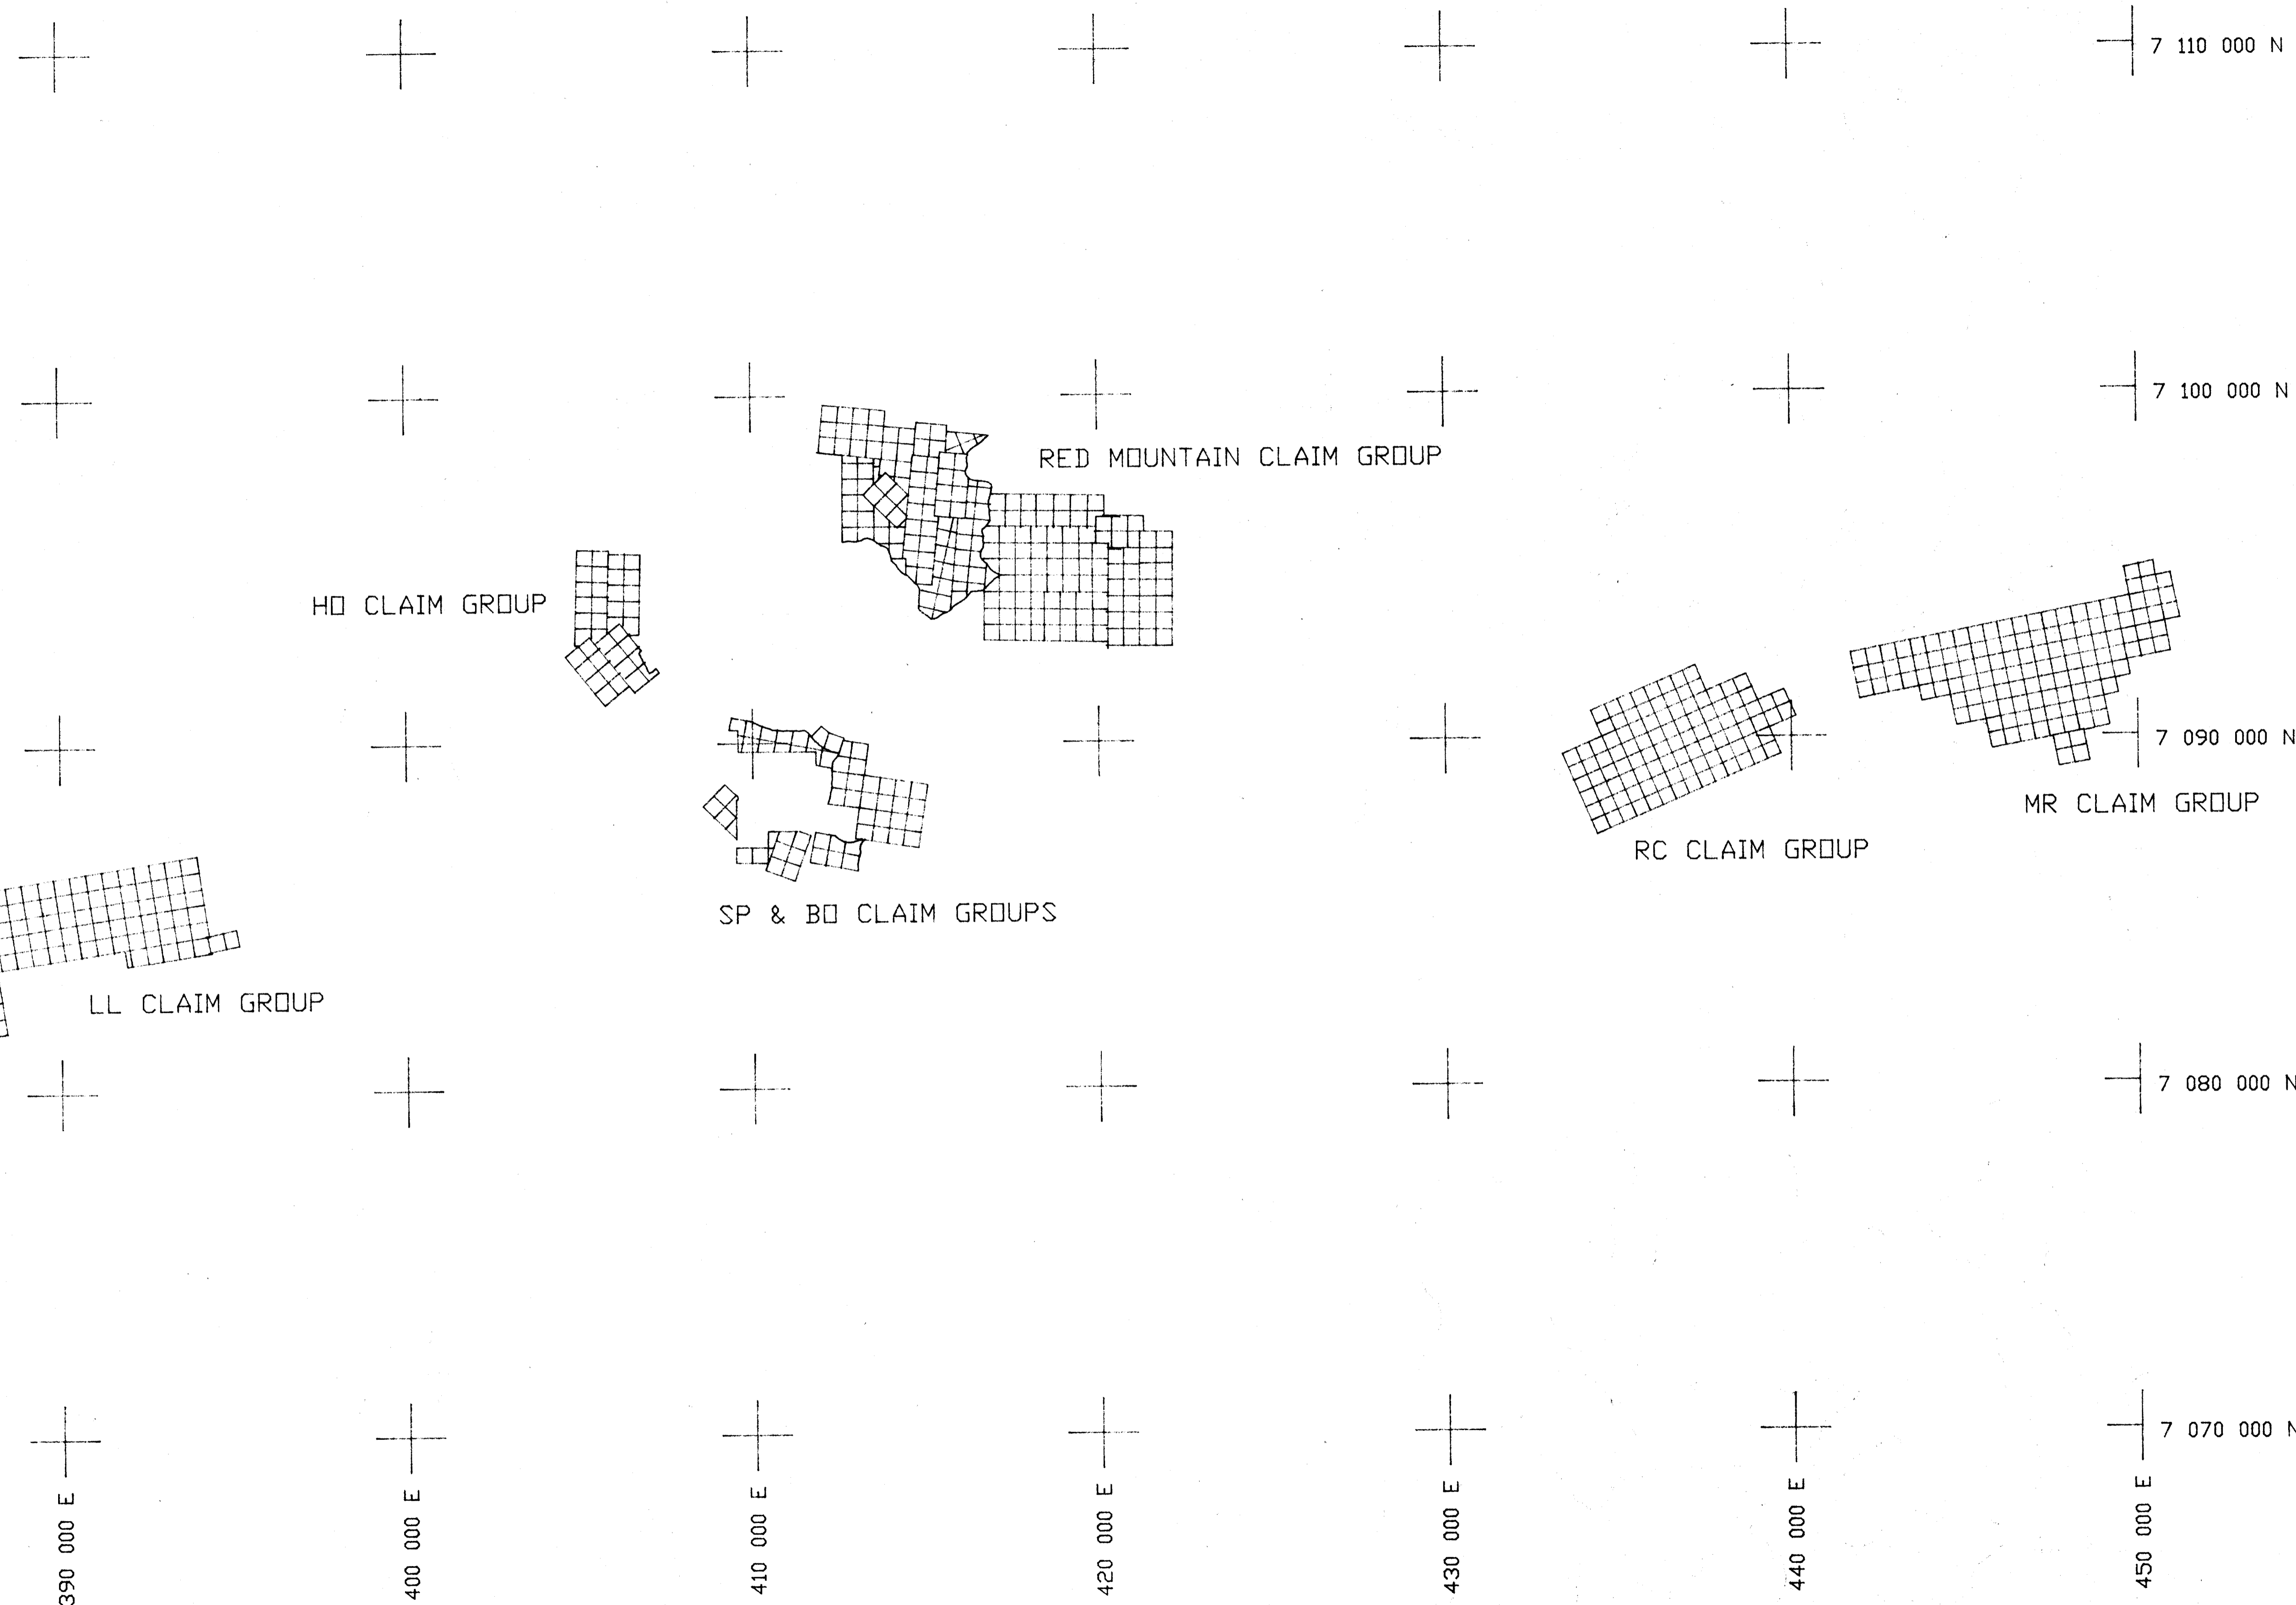 7 110 000 N
7 100 000 N
RED MOUNTAIN CLAIM GROUP
HO CLAIM GROUP
7 090 000 N
MR CLAIM GROUP
RC CLAIM GROUP
SP & BO CLAIM GROUPS
LL CLAIM GROUP
7 080 000 N
7 070 000 N
390 000 E
400 000 E
410 000 E
420 000 E
430 000 E
440 000 E
450 000 E